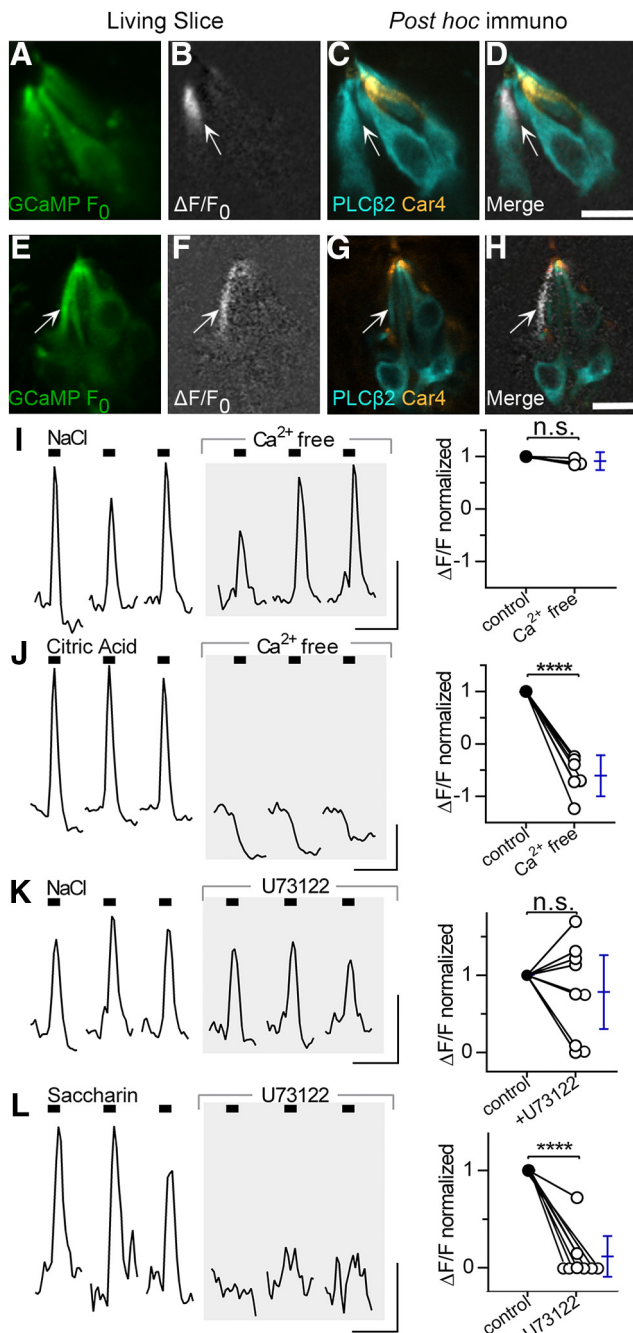 Living Slice Post hoc immuno
A B C D
GCaMP F₀ ΔF/F₀ PLCβ2 Car4 Merge
E F G H
GCaMP F₀ ΔF/F₀ PLCβ2 Car4 Merge
I NaCl Ca²⁺ free
n.s.
ΔF/F normalized
1
0
-1
control Ca²⁺ free
J Citric Acid Ca²⁺ free
****
ΔF/F normalized
1
0
-1
control Ca²⁺ free
K NaCl U73122
n.s.
ΔF/F normalized
1
0
control +U73122
L Saccharin U73122
****
ΔF/F normalized
1
0
control U73122